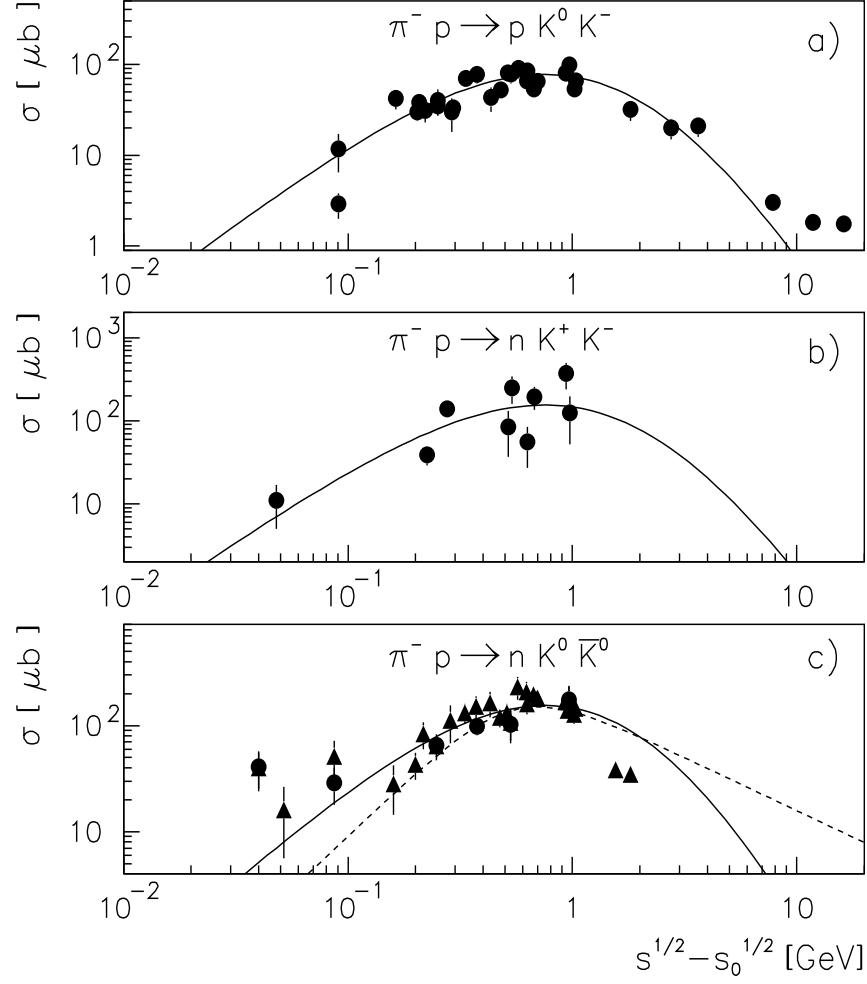 π⁻ p → p K⁰ K⁻
a)
σ [ μb ]
10²
10
1
10⁻² 10⁻¹ 1 10
π⁻ p → n K⁺ K⁻
b)
σ [ μb ]
10³
10²
10
10⁻² 10⁻¹ 1 10
π⁻ p → n K⁰ K̅⁰
c)
σ [ μb ]
10²
10
10⁻² 10⁻¹ 1 10
s^1/2 − s₀^1/2 [GeV]